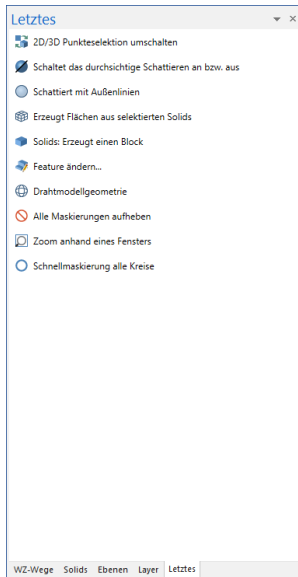 Letztes
2D/3D Punkteselektion umschalten
Schaltet das durchsichtige Schattieren an bzw. aus
Schattiert mit Außenlinien
Erzeugt Flächen aus selektierten Solids
Solids: Erzeugt einen Block
Feature ändern...
Drahtmodellgeometrie
Alle Maskierungen aufheben
Zoom anhand eines Fensters
Schnellmaskierung alle Kreise
WZ-Wege Solids Ebenen Layer Letztes